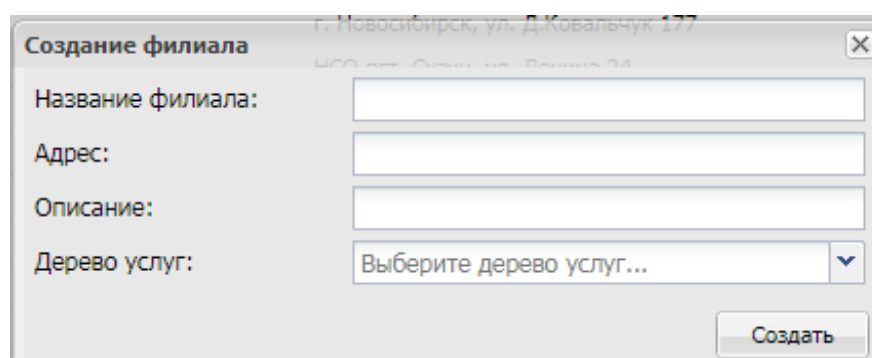 г. Новосибирск, ул. Д.Ковальчук 177
Создание филиала
Название филиала:
Адрес:
Описание:
Дерево услуг: Выберите дерево услуг...
Создать